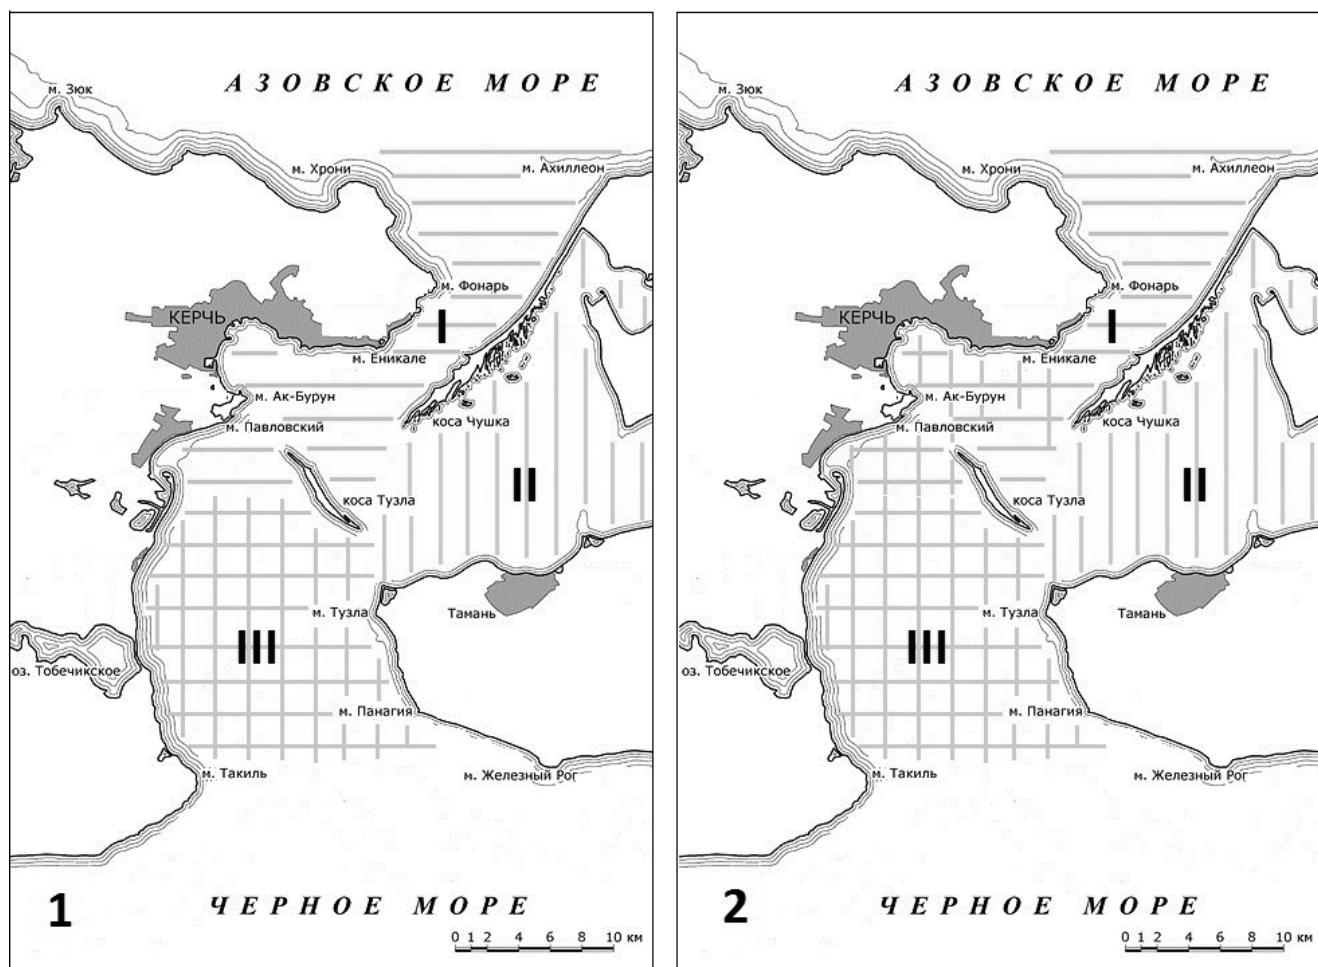 АЗОВСКОЕ МОРЕ
м. Зюк
м. Хрони
м. Ахиллеон
м. Фонарь
КЕРЧЬ
I
м. Еникале
м. Ак-Бурун
коса Чушка
м. Павловский
II
коса Тузла
м. Тузла
Тамань
III
оз. Тобечикское
м. Панагия
м. Такиль
м. Железный Рог
1
ЧЕРНОЕ МОРЕ
0 1 2 4 6 8 10 км
АЗОВСКОЕ МОРЕ
м. Зюк
м. Хрони
м. Ахиллеон
м. Фонарь
КЕРЧЬ
I
м. Еникале
м. Ак-Бурун
коса Чушка
м. Павловский
II
коса Тузла
м. Тузла
Тамань
III
оз. Тобечикское
м. Панагия
м. Такиль
м. Железный Рог
2
ЧЕРНОЕ МОРЕ
0 1 2 4 6 8 10 км